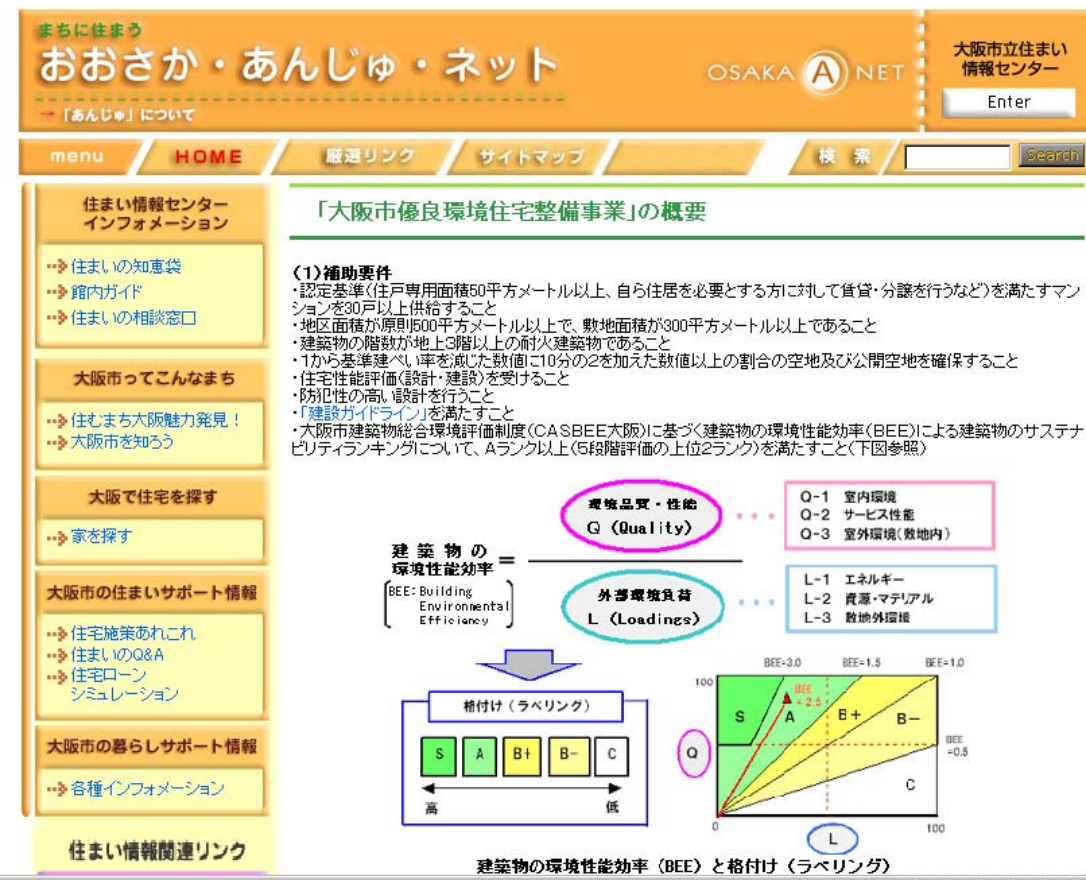 まちに住まう
おおさか・あんじゅ・ネット
→「あんじゅ」について
OSAKA A NET
大阪市立住まい
情報センター
Enter
menu
HOME
厳選リンク
サイトマップ
検 索
Search
住まい情報センター
インフォメーション
住まいの知恵袋
館内ガイド
住まいの相談窓口
大阪市ってこんなまち
住むまち大阪魅力発見!
大阪市を知ろう
大阪で住宅を探す
家を探す
大阪市の住まいサポート情報
住宅施策あれこれ
住まいのQ&A
住宅ローン
シミュレーション
大阪市の暮らしサポート情報
各種インフォメーション
住まい情報関連リンク
「大阪市優良環境住宅整備事業」の概要
(1)補助要件
・認定基準(住戸専用面積50平方メートル以上、自ら住居を必要とする方に対して賃貸・分譲を行うなど)を満たすマン
ションを30戸以上供給すること
・地区面積が原則500平方メートル以上で、敷地面積が300平方メートル以上であること
・建築物の階数が地上3階以上の耐火建築物であること
・1から基準建ぺい率を減じた数値に10分の2を加えた数値以上の割合の空地及び公開空地を確保すること
・住宅性能評価(設計・建設)を受けること
・防犯性の高い設計を行うこと
・「建設ガイドライン」を満たすこと
・大阪市建築物総合環境評価制度(CASBEE大阪)に基づく建築物の環境性能効率(BEE)による建築物のサステナ
ビリティランキングについて、Aランク以上(5段階評価の上位2ランク)を満たすこと(下図参照)
建築物の
環境性能効率
BEE:Building
Environmental
Efficiency
=
環境品質・性能
Q (Quality)
Q-1 室内環境
Q-2 サービス性能
Q-3 室外環境(敷地内)
外部環境負荷
L (Loadings)
L-1 エネルギー
L-2 資源・マテリアル
L-3 敷地外環境
格付け(ラベリング)
S A B+ B- C
高 低
BEE=3.0 BEE=1.5 BEE=1.0
100
BEE
=2.5
S A B+ B-
BEE
=0.5
Q
C
0 100
L
建築物の環境性能効率(BEE)と格付け(ラベリング)